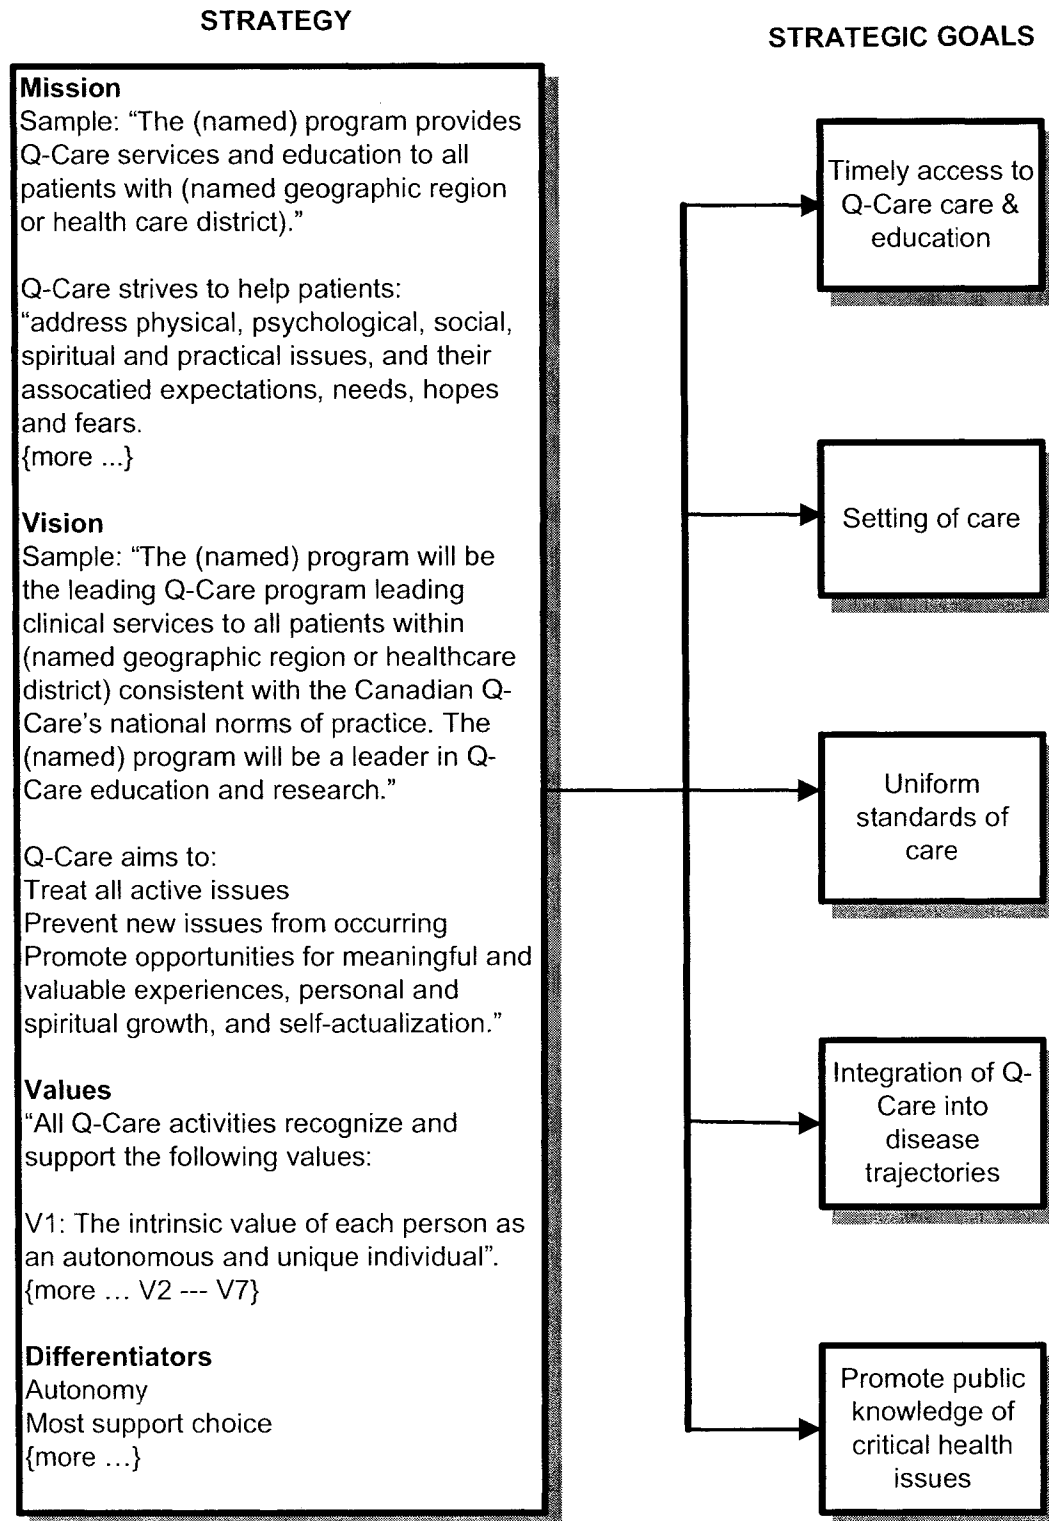 STRATEGY
Mission
Sample: “The (named) program provides
Q-Care services and education to all
patients with (named geographic region
or health care district).”
Q-Care strives to help patients:
“address physical, psychological, social,
spiritual and practical issues, and their
assocatied expectations, needs, hopes
and fears.
{more ...}
Vision
Sample: “The (named) program will be
the leading Q-Care program leading
clinical services to all patients within
(named geographic region or healthcare
district) consistent with the Canadian Q-
Care’s national norms of practice. The
(named) program will be a leader in Q-
Care education and research.”
Q-Care aims to:
Treat all active issues
Prevent new issues from occurring
Promote opportunities for meaningful and
valuable experiences, personal and
spiritual growth, and self-actualization.”
Values
“All Q-Care activities recognize and
support the following values:
V1: The intrinsic value of each person as
an autonomous and unique individual”.
{more ... V2 --- V7}
Differentiators
Autonomy
Most support choice
{more ...}
STRATEGIC GOALS
Timely access to
Q-Care care &
education
Setting of care
Uniform
standards of
care
Integration of Q-
Care into
disease
trajectories
Promote public
knowledge of
critical health
issues